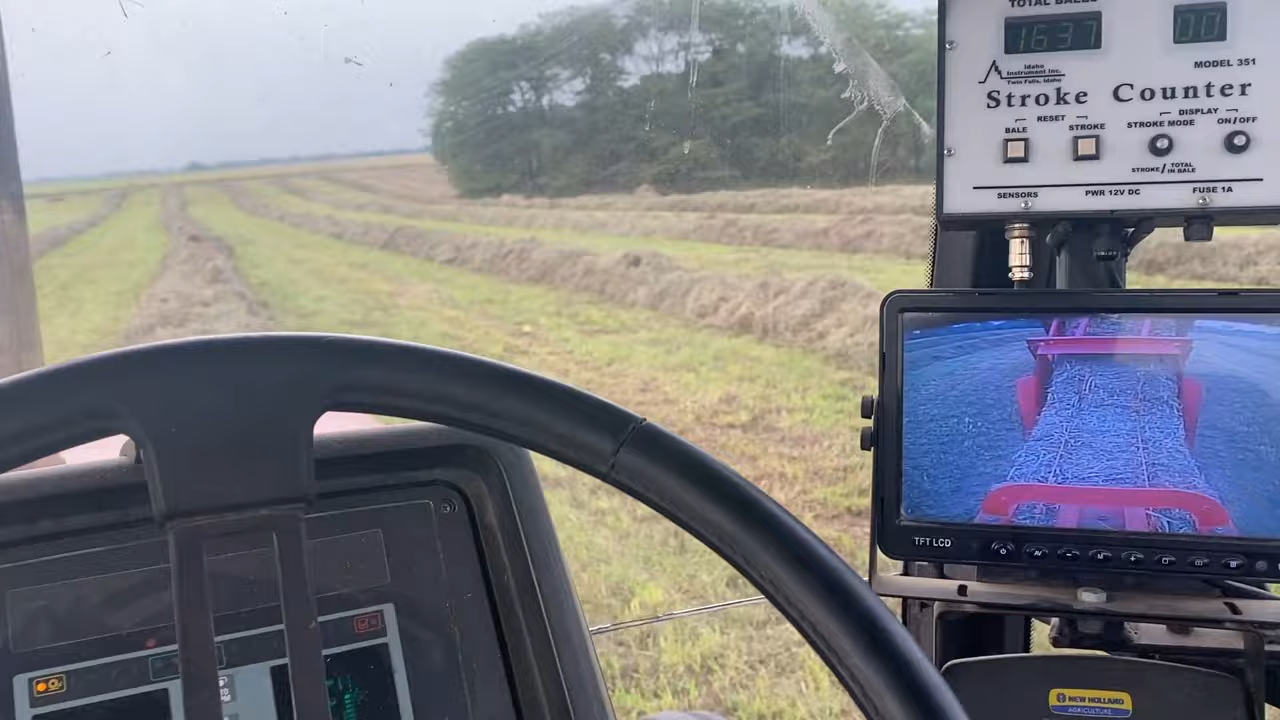 TOTAL BALES
1637
00
Idaho
Instrument Inc.
Twin Falls, Idaho
MODEL 351
Stroke Counter
RESET
DISPLAY
BALE
STROKE
STROKE MODE
ON/OFF
STROKE/TOTAL
IN BALE
SENSORS
PWR 12V DC
FUSE 1A
TFT LCD
AV
M
NEW HOLLAND
AGRICULTURE